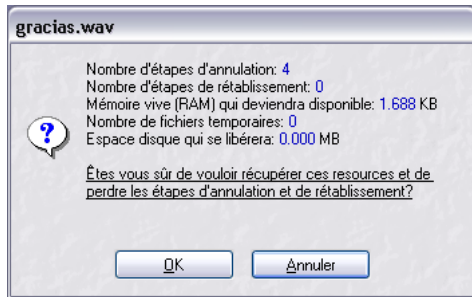 gracias.wav
Nombre d'étapes d'annulation: 4
Nombre d'étapes de rétablissement: 0
Mémoire vive (RAM) qui deviendra disponible: 1.688 KB
Nombre de fichiers temporaires: 0
Espace disque qui se libérera: 0.000 MB
Êtes vous sûr de vouloir récupérer ces resources et de
perdre les étapes d'annulation et de rétablissement?
OK
Annuler